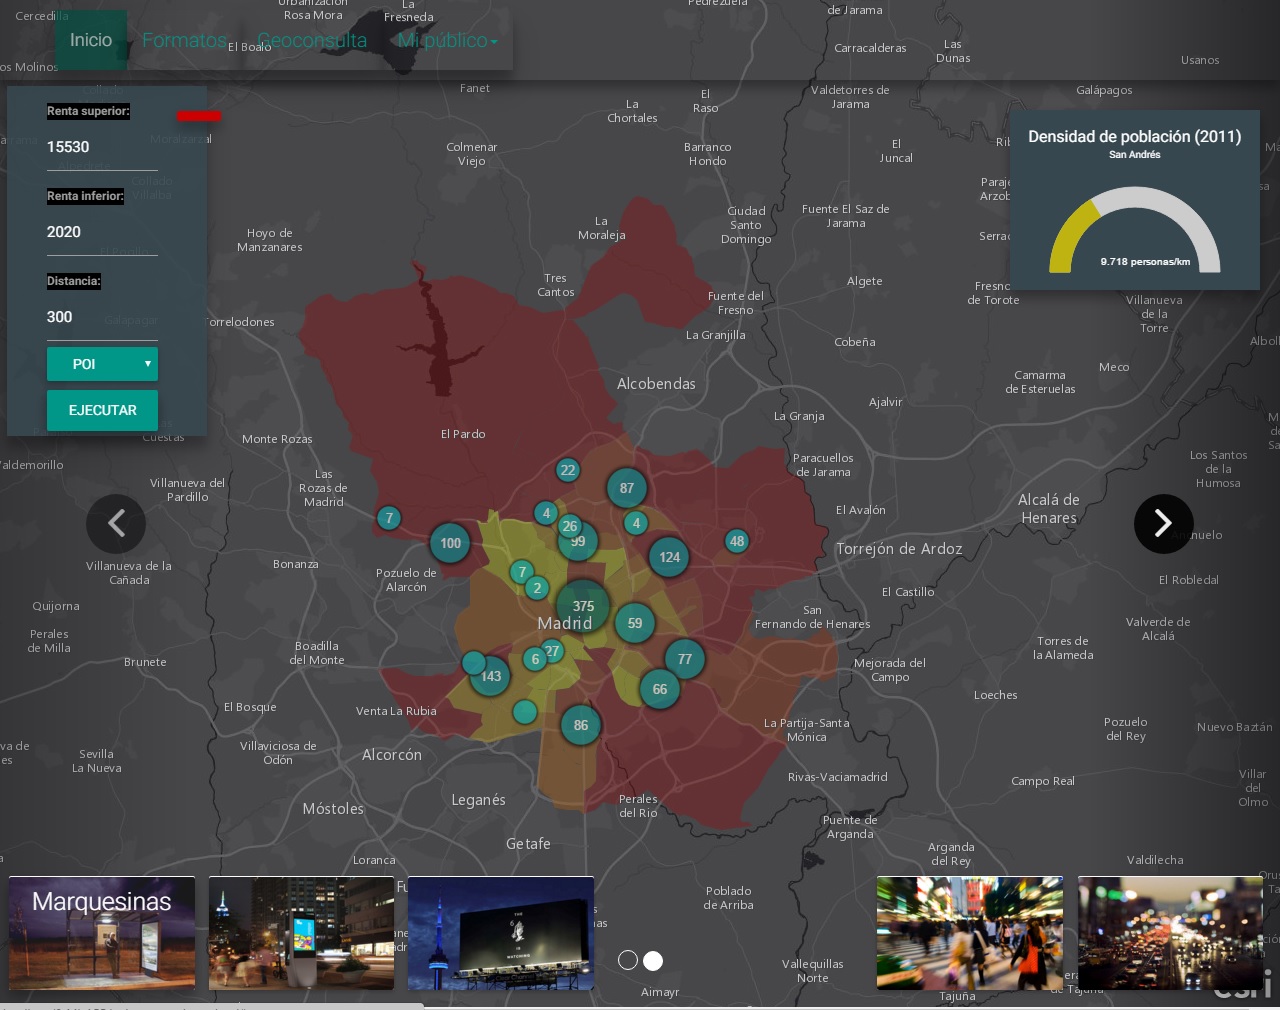 Cercedilla
Urbanización
Rosa Mora
La
Fresneda
Pedrezuela
de Jarama
Inicio
Formatos
El Boalo
Geoconsulta
Mi público
Carracalderas
Las
Dunas
Usanos
os Molinos
Fanet
Valdetorres de
Jarama
Galápagos
El
Raso
La
Chortales
Collado
Renta superior:
Moralzarzal
15530
Collado
Villalba
Renta inferior:
2020
Distancia:
300
Galapagar
POI
EJECUTAR
Cuestas
Densidad de población (2011)
San Andrés
9.718 personas/km
Colmenar
Viejo
Barranco
Hondo
El
Juncal
Ciudad
Santo
Domingo
Fuente El Saz de
Jarama
La
Moraleja
Hoyo de
Manzanares
Tres
Cantos
Algete
Fuente del
Fresno
de Torote
Villanueva
de la
Torre
Torrelodones
La Granjilla
Cobeña
Meco
Camarma
de Esteruelas
Alcobendas
Ajalvir
La Granja
El Pardo
Monte Rozas
Paracuellos
de Jarama
Los Santos
de la
Humosa
Valdemorillo
Las
Rozas de
Madrid
Villanueva del
Pardillo
22
87
7
4
26
99
4
El Avalón
Alcalá de
Henares
100
124
48
Torrejón de Ardoz
Villanueva de la
Cañada
Bonanza
Pozuelo de
Alarcón
7
2
El Robledal
El Castillo
Quijorna
375
Madrid
59
San
Fernando de Henares
Valverde de
Alcalá
Perales
de Milla
Boadilla
del Monte
Torres de
la Alameda
Brunete
27
6
77
Mejorada del
Campo
143
66
Loeches
El Bosque
Venta La Rubia
86
La Partija-Santa
Mónica
Pozuelo
del Rey
Nuevo Baztán
Sevilla
La Nueva
Villaviciosa de
Odón
Alcorcón
Rivas-Vaciamadrid
Campo Real
Villar
del
Olmo
Móstoles
Leganés
Perales
del Rio
Puente de
Arganda
Getafe
Arganda
del Rey
Loranca
Valdilecha
Marquesinas
Poblado
de Arriba
Vallequillas
Norte
Aimayr
Tajuña
esri